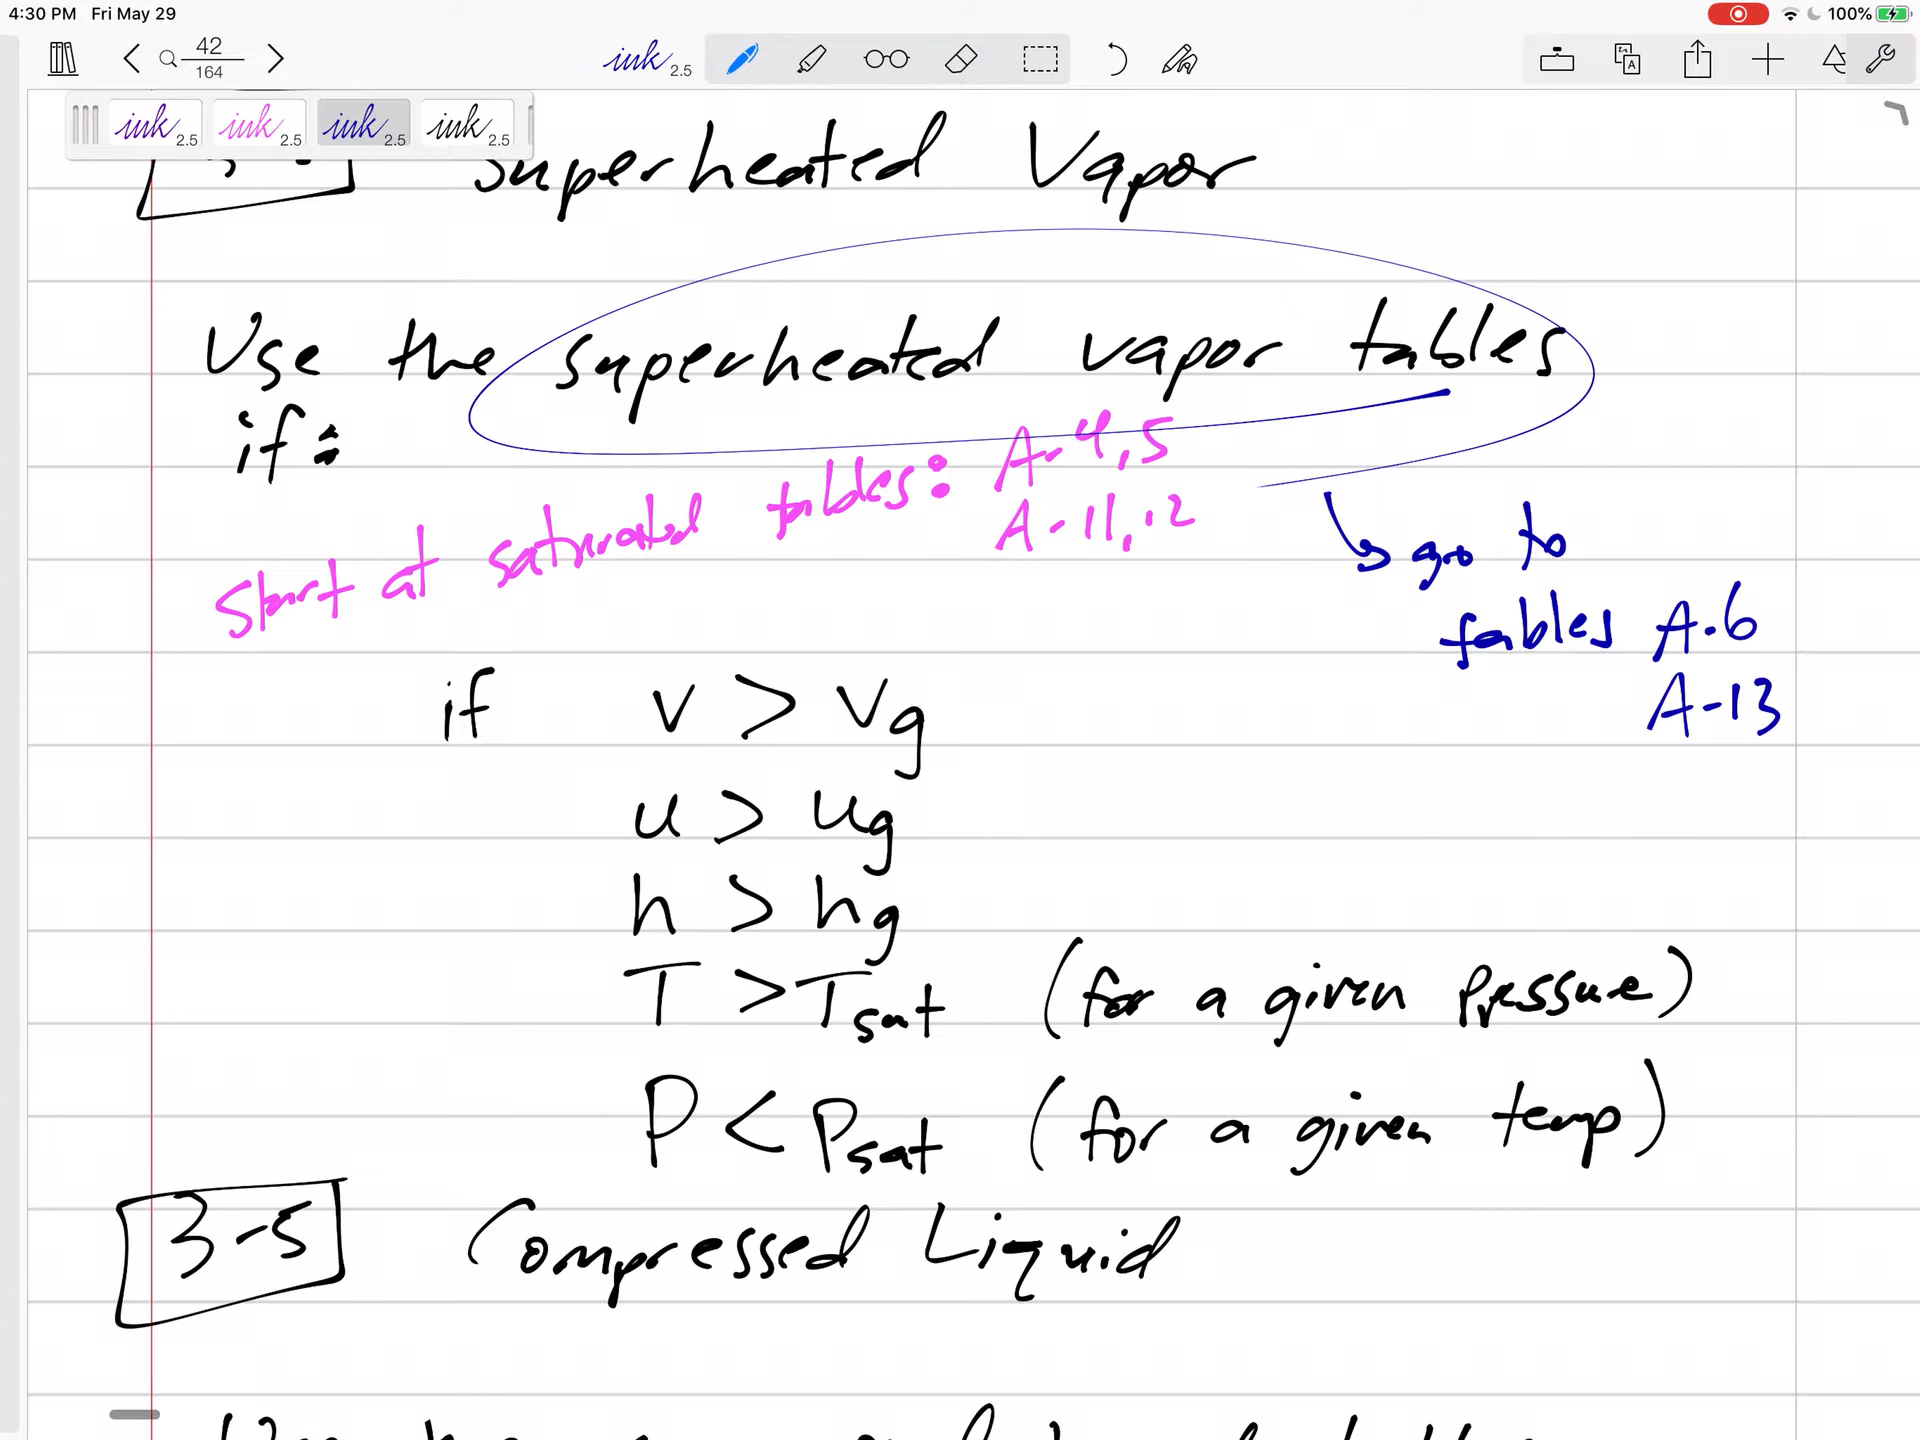 4:30 PM Fri May 29
100%
42
164
ink 2.5
ink 2.5 ink 2.5 ink 2.5 ink 2.5
Superheated Vapor
Use the superheated vapor tables
if:
start at saturated tables: A-4,5
A-11,12
go to
tables A-6
A-13
if v > vg
u > ug
h > hg
T > Tsat (for a given Pressure)
P < Psat (for a given temp)
3-5 Compressed Liquid